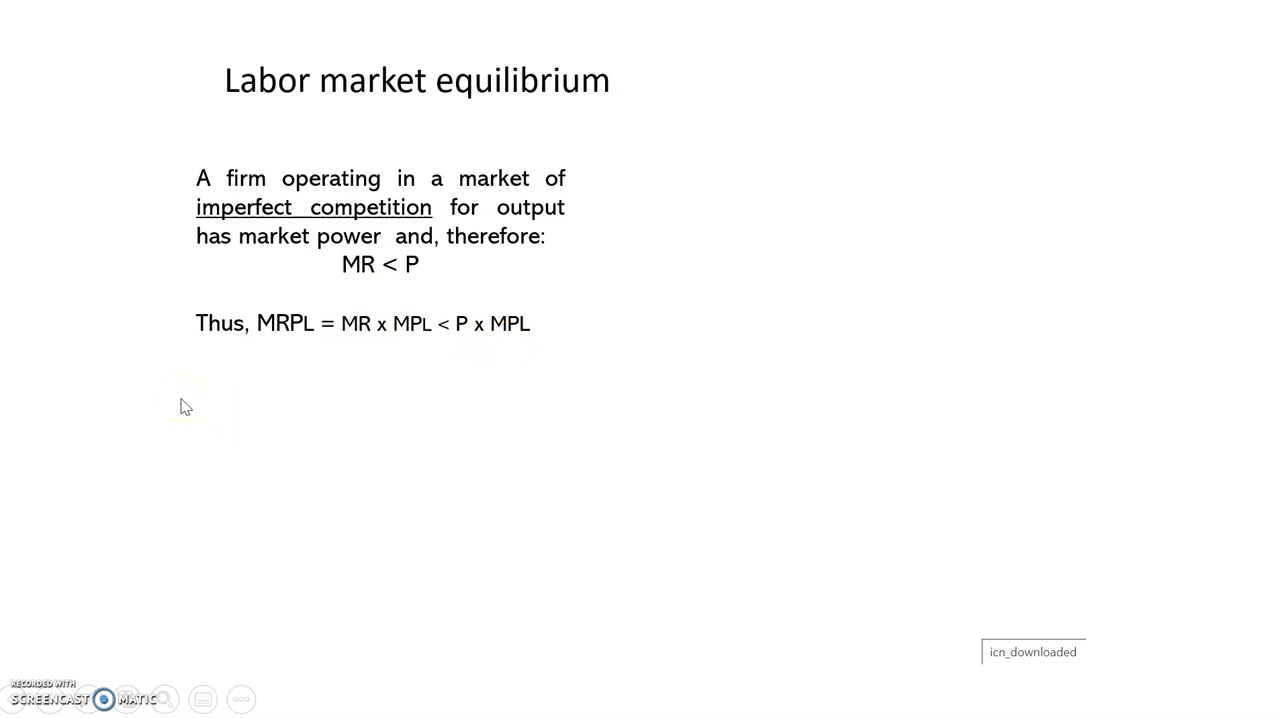 Labor market equilibrium
A firm operating in a market of
imperfect competition for output
has market power and, therefore:
MR < P
Thus, MRPL = MR x MPL < P x MPL
icn_downloaded
RECORDED WITH
SCREENCAST MATIC